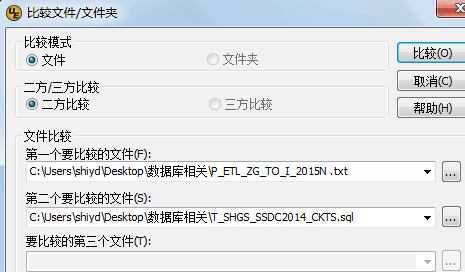 比较文件/文件夹
比较模式
文件
文件夹
比较(O)
取消(C)
帮助(H)
二方/三方比较
二方比较
三方比较
文件比较
第一个要比较的文件(F):
C:\Users\shiyd\Desktop\数据库相关\P_ETL_ZG_TO_I_2015N .txt
...
第二个要比较的文件(S):
C:\Users\shiyd\Desktop\数据库相关\T_SHGS_SSDC2014_CKTS.sql
...
要比较的第三个文件(T):
...